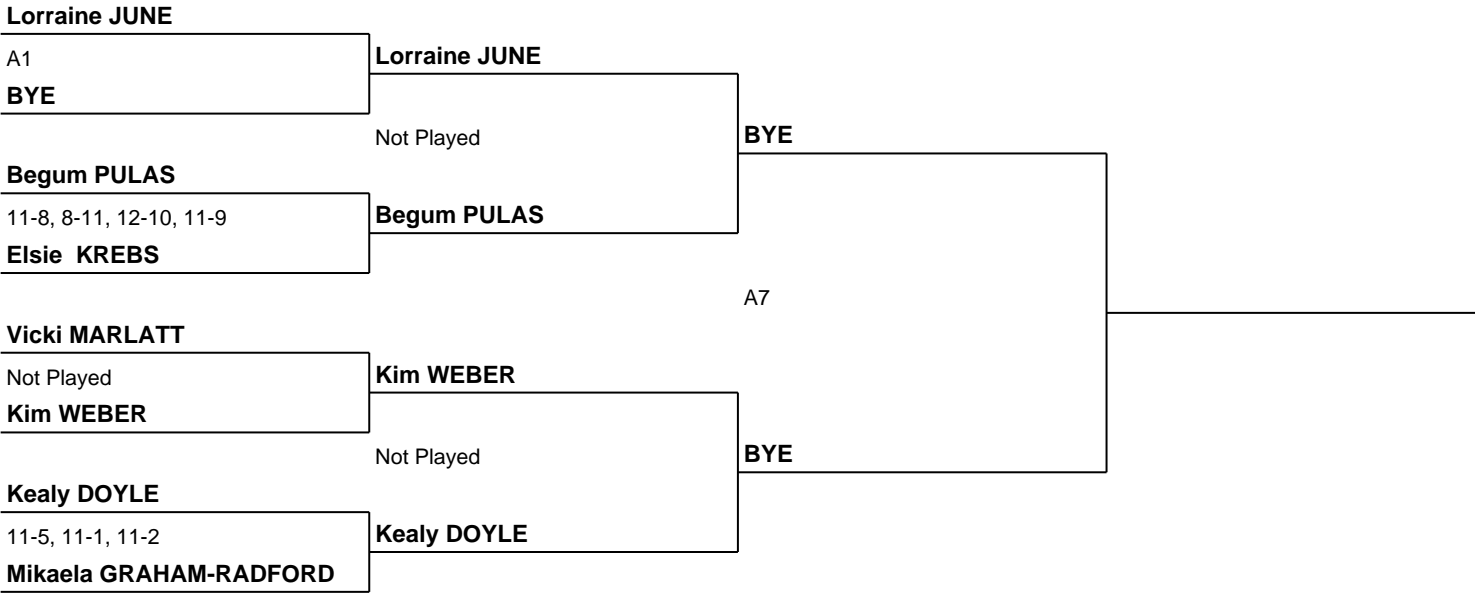 Lorraine JUNE
A1
Lorraine JUNE
BYE
Not Played
BYE
Begum PULAS
11-8, 8-11, 12-10, 11-9
Begum PULAS
Elsie  KREBS
A7
Vicki MARLATT
Not Played
Kim WEBER
Kim WEBER
Not Played
BYE
Kealy DOYLE
11-5, 11-1, 11-2
Kealy DOYLE
Mikaela GRAHAM-RADFORD